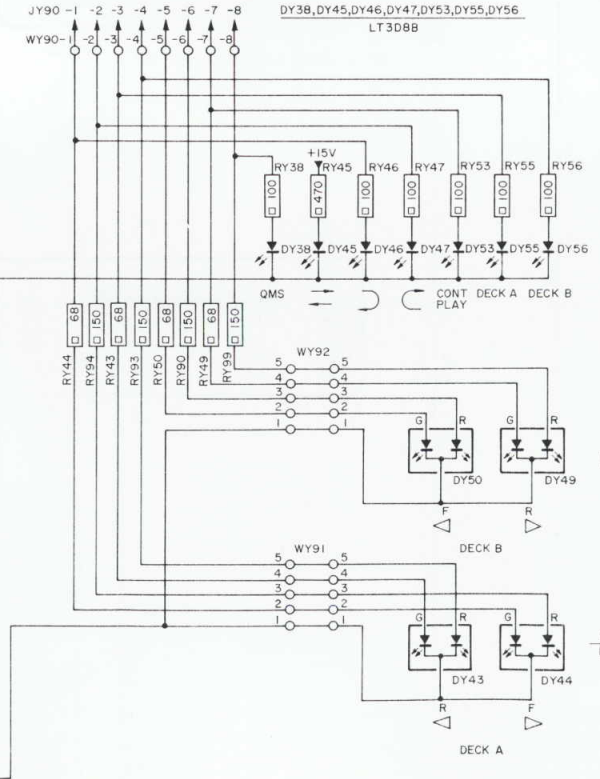 JY90 -1 -2 -3 -4 -5 -6 -7 -8
DY38,DY45,DY46,DY47,DY53,DY55,DY56
LT3D8B
WY90-1 -2 -3 -4 -5 -6 -7 -8
+15V
RY38 RY45 RY46 RY47 RY53 RY55 RY56
100 470 100 100 100 100 100
DY38 DY45 DY46 DY47 DY53 DY55 DY56
QMS CONT DECK A DECK B
PLAY
68 150 68 150 68 150 68 150
RY44 RY94 RY43 RY93 RY50 RY90 RY49 RY99
WY92
5 5
4 4
3 3
2 2
1 1
G R G R
DY50 DY49
F R
DECK B
WY91
5 5
4 4
3 3
2 2
1 1
G R G R
DY43 DY44
R F
DECK A